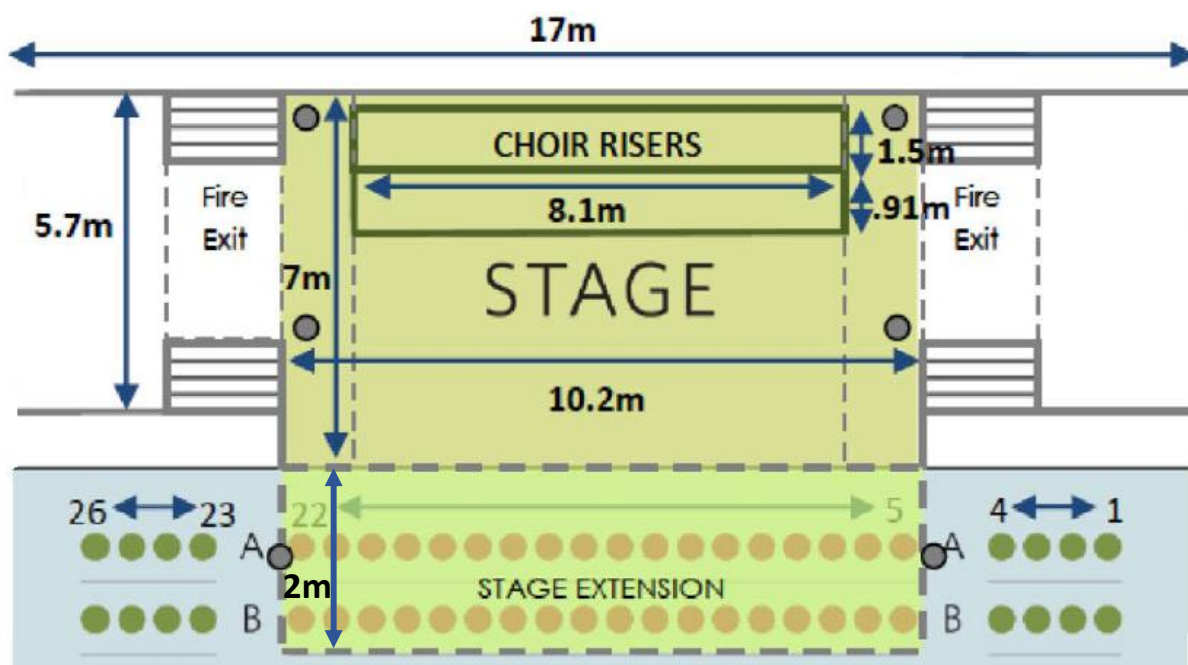 17m
CHOIR RISERS
1.5m
Fire
Exit
5.7m
8.1m
.91m
Fire
Exit
7m
STAGE
10.2m
26 23 22 5 4 1
A A
2m STAGE EXTENSION
B B